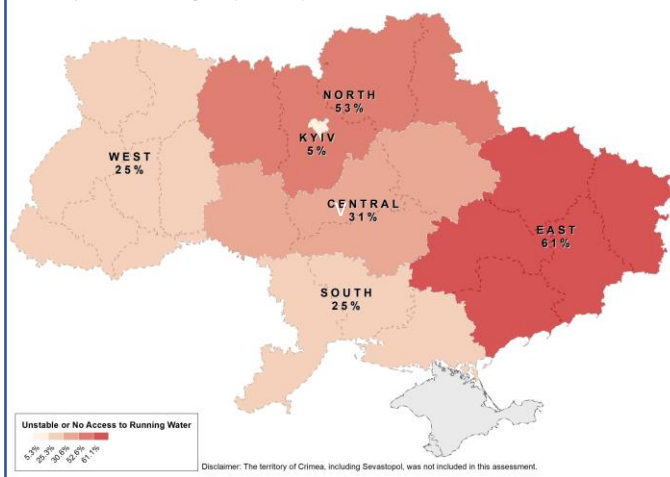 NORTH
53%
KYIV
5%
WEST
25%
CENTRAL
31%
EAST
61%
SOUTH
25%
Unstable or No Access to Running Water
5.3%
25.3%
30.6%
52.6%
61.1%
Disclaimer: The territory of Crimea, including Sevastopol, was not included in this assessment.